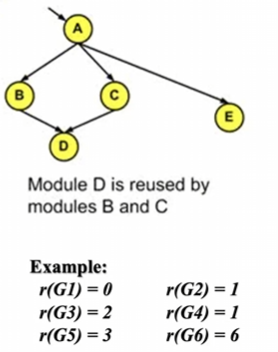 A
B
C
E
D
Module D is reused by
modules B and C
Example:
r(G1) = 0 r(G2) = 1
r(G3) = 2 r(G4) = 1
r(G5) = 3 r(G6) = 6